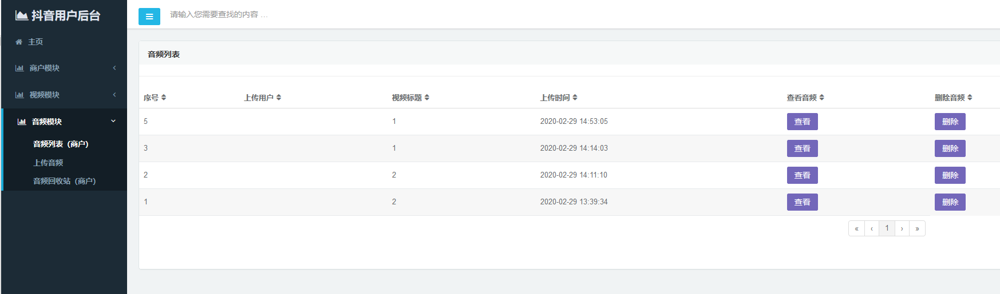 抖音用户后台
请输入您需要查找的内容 …
主页
商户模块
视频模块
音频模块
音频列表（商户）
上传音频
音频回收站（商户）
音频列表
序号 上传用户 视频标题 上传时间 查看音频 删除音频
5 1 2020-02-29 14:53:05 查看 删除
3 1 2020-02-29 14:14:03 查看 删除
2 2 2020-02-29 14:11:10 查看 删除
1 2 2020-02-29 13:39:34 查看 删除
« ‹ 1 › »